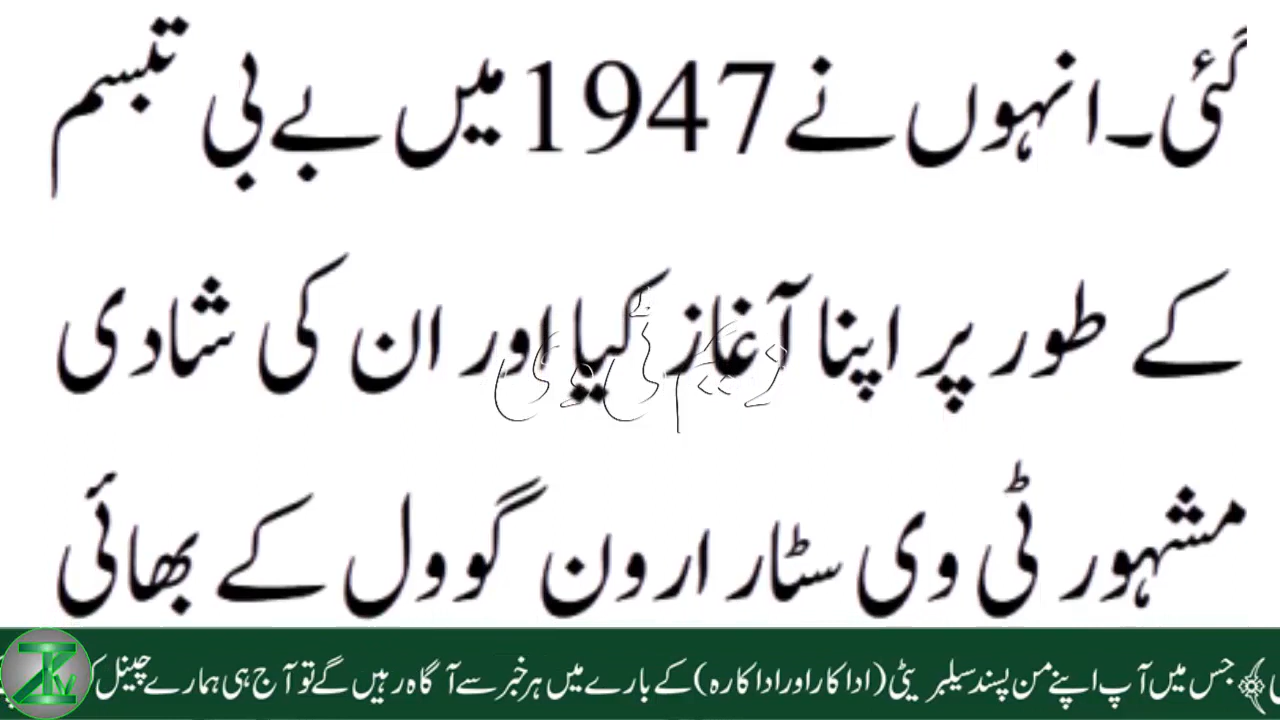 گئی۔انہوں نے 1947 میں بے بی تبسم
کے طور پر اپنا آغاز کیا اور ان کی شادی
مشہور ٹی وی سٹار ارون گوول کے بھائی
جس میں آپ اپنے من پسند سیلبریٹی (اداکار اور اداکارہ) کے بارے میں ہر خبر سے آگاہ رہیں گے تو آج ہی ہمارے چینل